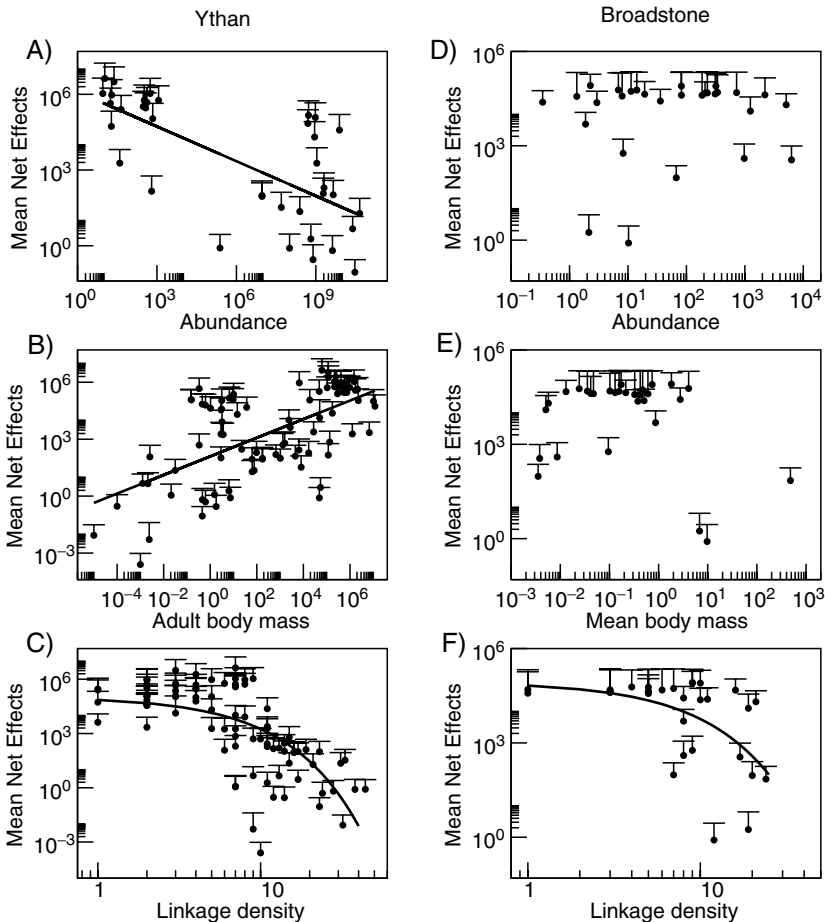 Ythan
Broadstone
A)
Mean Net Effects
10^6
10^3
10^0
10^0 10^3 10^6 10^9
Abundance
D)
Mean Net Effects
10^6
10^3
10^0
10^−1 10^0 10^1 10^2 10^3 10^4
Abundance
B)
Mean Net Effects
10^6
10^3
10^0
10^−3
10^−4 10^−2 10^0 10^2 10^4 10^6
Adult body mass
E)
Mean Net Effects
10^6
10^3
10^0
10^−3 10^−2 10^−1 10^0 10^1 10^2 10^3
Mean body mass
C)
Mean Net Effects
10^6
10^3
10^0
10^−3
1 10
Linkage density
F)
Mean Net Effects
10^6
10^3
10^0
1 10
Linkage density